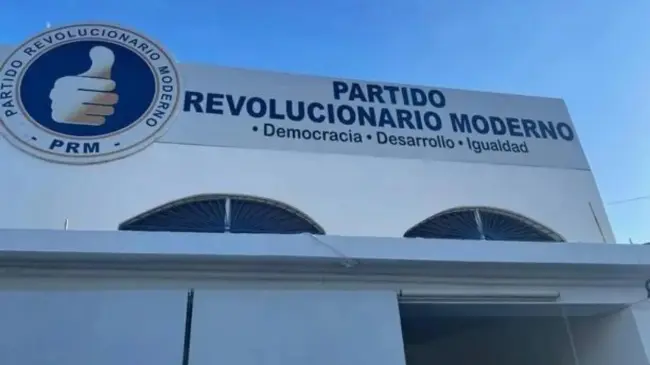 PARTIDO REVOLUCIONARIO MODERNO
- PRM -
PARTIDO
REVOLUCIONARIO MODERNO
• Democracia • Desarrollo • Igualdad